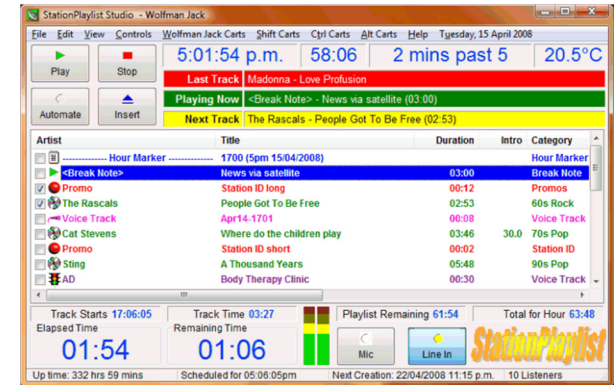 StationPlaylist Studio - Wolfman Jack
File Edit View Controls Wolfman Jack Carts Shift Carts Ctrl Carts Alt Carts Help Tuesday, 15 April 2008
Play Stop 5:01:54 p.m. 58:06 2 mins past 5 20.5°C
Last Track Madonna - Love Profusion
Automate Insert Playing Now <Break Note> - News via satellite (03:00)
Next Track The Rascals - People Got To Be Free (02:53)
Artist Title Duration Intro Category
-------------- Hour Marker -------------- 1700 (5pm 15/04/2008) Hour Marker
<Break Note> News via satellite 03:00 Break Note
Promo Station ID long 00:12 Promos
The Rascals People Got To Be Free 02:53 60s Rock
Voice Track Apr14-1701 00:08 Voice Track
Cat Stevens Where do the children play 03:46 30.0 70s Pop
Promo Station ID short 00:02 Station ID
Sting A Thousand Years 05:48 90s Pop
AD Body Therapy Clinic 00:30 Voice Track
Track Starts 17:06:05 Track Time 03:27 Playlist Remaining 61:54 Total for Hour 63:48
Elapsed Time Remaining Time
01:54 01:06 Mic Line In StationPlaylist
Up time: 332 hrs 59 mins Scheduled for 05:06:05pm Next Creation: 22/04/2008 11:15 p.m. 10 Listeners